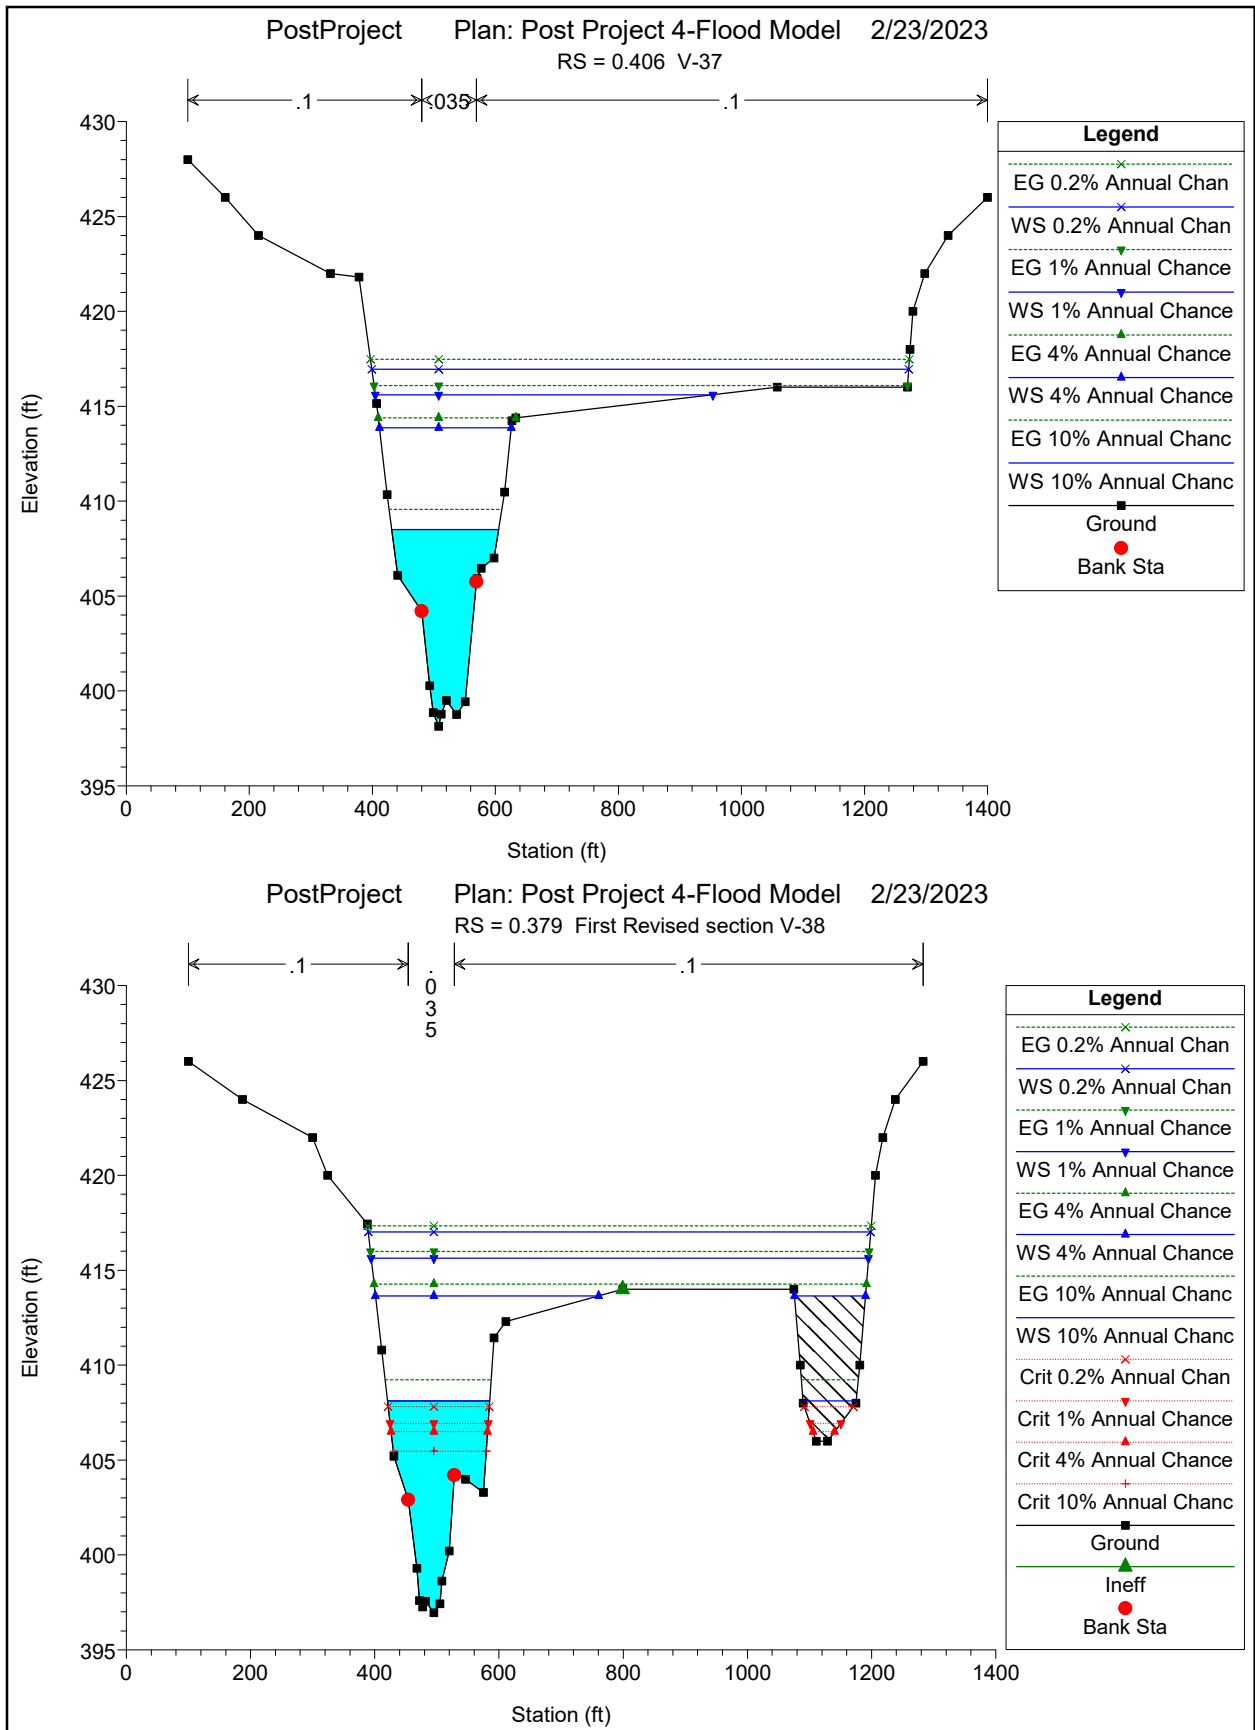 PostProject Plan: Post Project 4-Flood Model 2/23/2023
RS = 0.406 V-37
.1 .035 .1
430
425
420
415
410
405
400
395
Elevation (ft)
0 200 400 600 800 1000 1200 1400
Station (ft)
Legend
EG 0.2% Annual Chan
WS 0.2% Annual Chan
EG 1% Annual Chance
WS 1% Annual Chance
EG 4% Annual Chance
WS 4% Annual Chance
EG 10% Annual Chanc
WS 10% Annual Chanc
Ground
Bank Sta
PostProject Plan: Post Project 4-Flood Model 2/23/2023
RS = 0.379 First Revised section V-38
.1 .035 .1
430
425
420
415
410
405
400
395
Elevation (ft)
0 200 400 600 800 1000 1200 1400
Station (ft)
Legend
EG 0.2% Annual Chan
WS 0.2% Annual Chan
EG 1% Annual Chance
WS 1% Annual Chance
EG 4% Annual Chance
WS 4% Annual Chance
EG 10% Annual Chanc
WS 10% Annual Chanc
Crit 0.2% Annual Chan
Crit 1% Annual Chance
Crit 4% Annual Chance
Crit 10% Annual Chanc
Ground
Ineff
Bank Sta